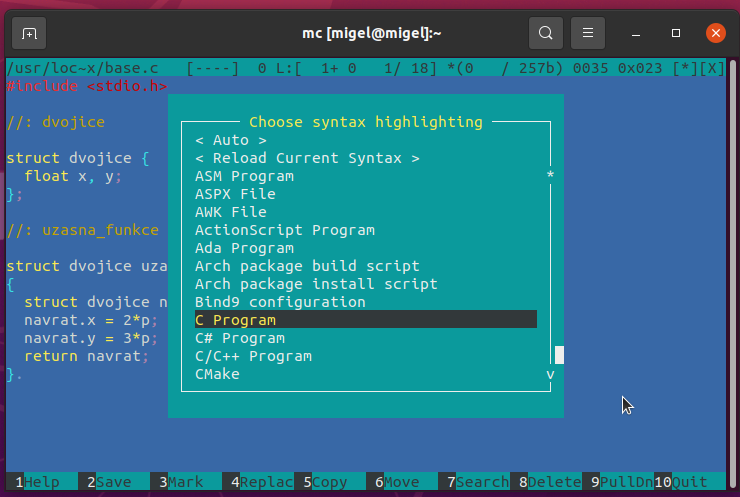 mc [migel@migel]:~
/usr/loc~x/base.c   [----]  0 L:[  1+ 0   1/ 18] *(0   / 257b) 0035 0x023 [*][X]
#include <stdio.h>
//: dvojice
struct dvojice {
  float x, y;
};
//: uzasna_funkce
struct dvojice uza
{
  struct dvojice n
  navrat.x = 2*p;
  navrat.y = 3*p;
  return navrat;
}.
Choose syntax highlighting
< Auto >
< Reload Current Syntax >
ASM Program
ASPX File
AWK File
ActionScript Program
Ada Program
Arch package build script
Arch package install script
Bind9 configuration
C Program
C# Program
C/C++ Program
CMake
1Help  2Save  3Mark  4Replac 5Copy  6Move  7Search 8Delete 9PullDn 10Quit